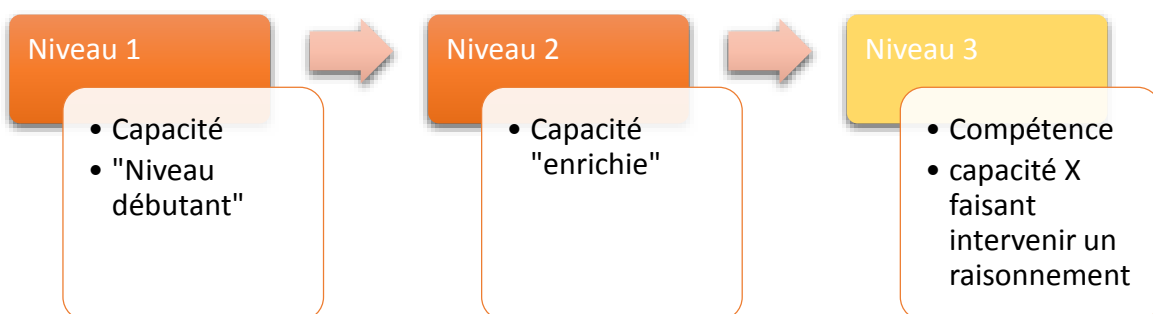 Niveau 1
• Capacité
• "Niveau
débutant"
Niveau 2
• Capacité
"enrichie"
Niveau 3
• Compétence
• capacité X
faisant
intervenir un
raisonnement